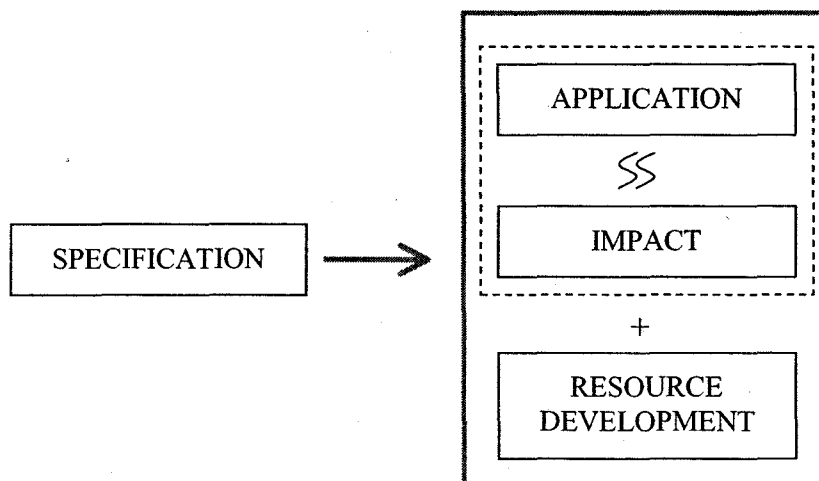 APPLICATION
SPECIFICATION
IMPACT
+
RESOURCE
DEVELOPMENT